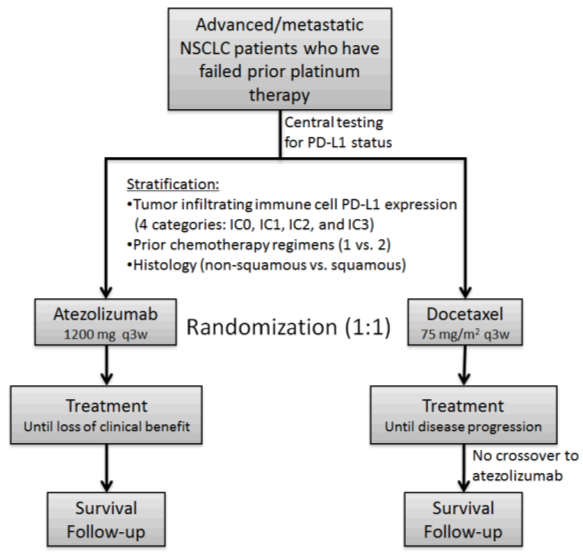 Advanced/metastatic
NSCLC patients who have
failed prior platinum
therapy
Central testing
for PD-L1 status
Stratification:
•Tumor infiltrating immune cell PD-L1 expression
(4 categories: IC0, IC1, IC2, and IC3)
•Prior chemotherapy regimens (1 vs. 2)
•Histology (non-squamous vs. squamous)
Atezolizumab
1200 mg q3w
Randomization (1:1)
Docetaxel
75 mg/m² q3w
Treatment
Until loss of clinical benefit
Treatment
Until disease progression
No crossover to
atezolizumab
Survival
Follow-up
Survival
Follow-up